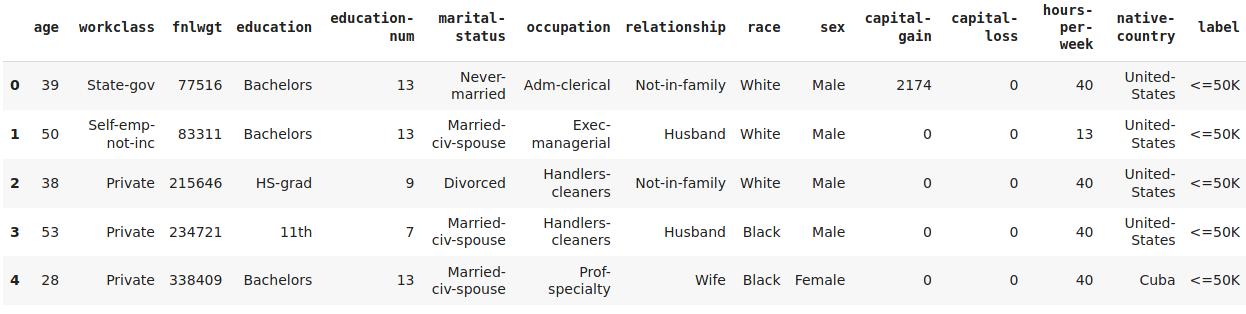 age workclass fnlwgt education education-num marital-status occupation relationship race sex capital-gain capital-loss hours-per-week native-country label
0 39 State-gov 77516 Bachelors 13 Never-married Adm-clerical Not-in-family White Male 2174 0 40 United-States <=50K
1 50 Self-emp-not-inc 83311 Bachelors 13 Married-civ-spouse Exec-managerial Husband White Male 0 0 13 United-States <=50K
2 38 Private 215646 HS-grad 9 Divorced Handlers-cleaners Not-in-family White Male 0 0 40 United-States <=50K
3 53 Private 234721 11th 7 Married-civ-spouse Handlers-cleaners Husband Black Male 0 0 40 United-States <=50K
4 28 Private 338409 Bachelors 13 Married-civ-spouse Prof-specialty Wife Black Female 0 0 40 Cuba <=50K